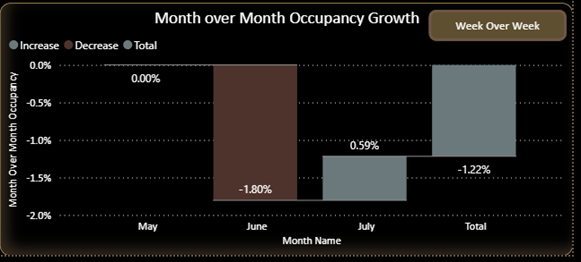 Month over Month Occupancy Growth
Week Over Week
Increase Decrease Total
Month Over Month Occupancy
0.0%
-0.5%
-1.0%
-1.5%
-2.0%
0.00%
-1.80%
0.59%
-1.22%
May June July Total
Month Name